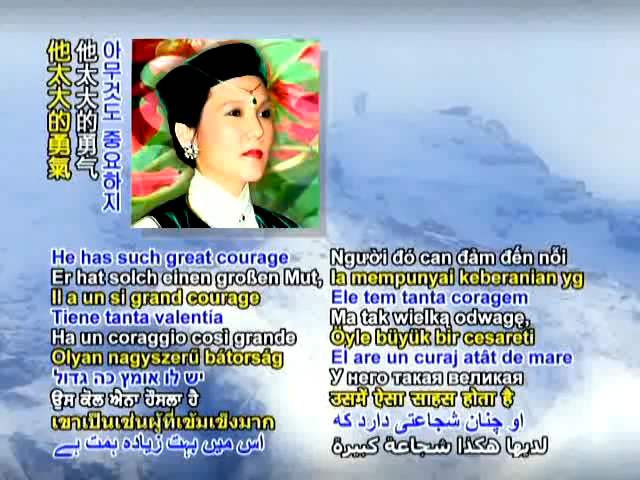 他太大的勇氣
他太大的勇气
아무것도 중요하지
He has such great courage
Er hat solch einen großen Mut,
Il a un si grand courage
Tiene tanta valentía
Ha un coraggio così grande
Olyan nagyszerű bátorság
יש לו אומץ כה גדול
ਉਸ ਕੋਲ ਐਨਾ ਹੌਸਲਾ ਹੈ
เขาเป็นเช่นผู้ที่เข้มแข็งมาก
اس میں بہت زیادہ ہمت ہے
Người đó can đảm đến nỗi
Ia mempunyai keberanian yg
Ele tem tanta coragem
Ma tak wielką odwagę,
Öyle büyük bir cesareti
El are un curaj atât de mare
У него такая великая
उसमें ऐसा साहस होता है
او چنان شجاعتی دارد که
لديها هكذا شجاعة كبيرة